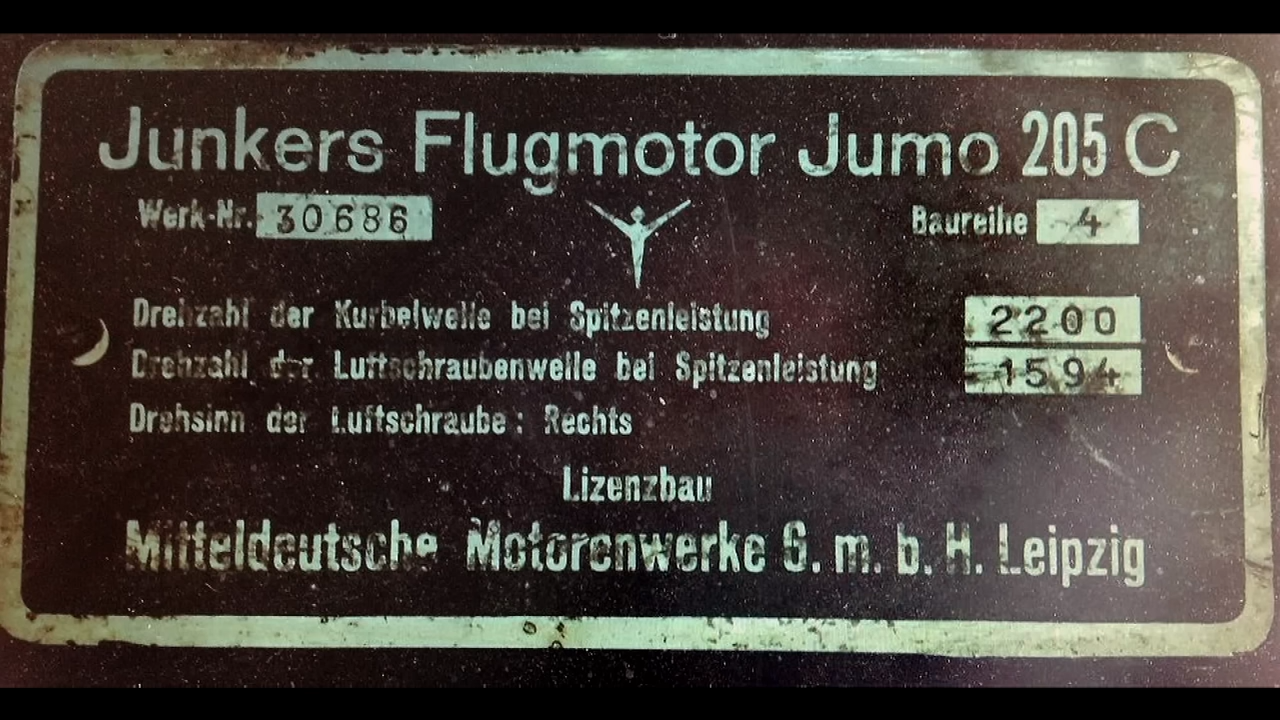 Junkers Flugmotor Jumo 205 C
Werk-Nr. 30686 Baureihe 4
Drehzahl der Kurbelwelle bei Spitzenleistung 2200
Drehzahl der Luftschraubenwelle bei Spitzenleistung 1594
Drehsinn der Luftschraube: Rechts
Lizenzbau
Mitteldeutsche Motorenwerke G. m. b. H. Leipzig